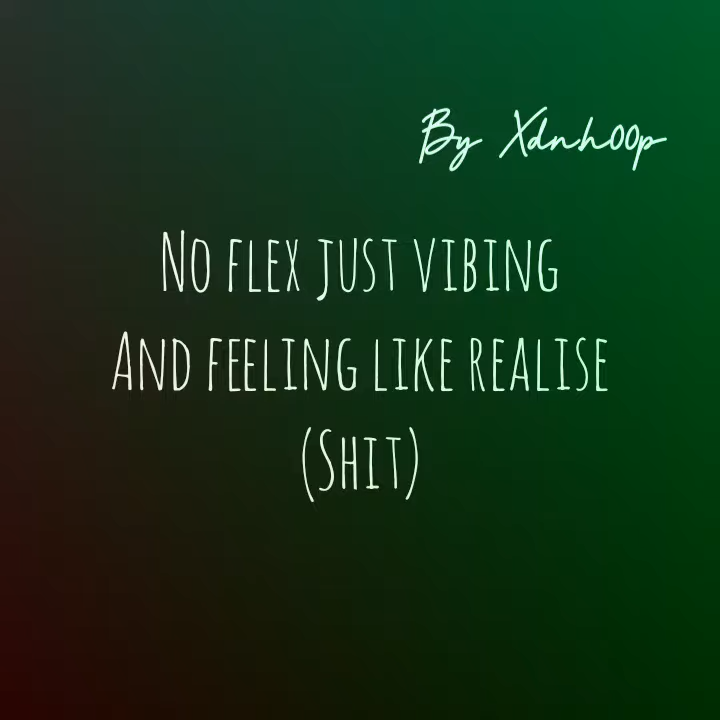 By Xdnh00p
No flex just vibing
And feeling like realise
(Shit)